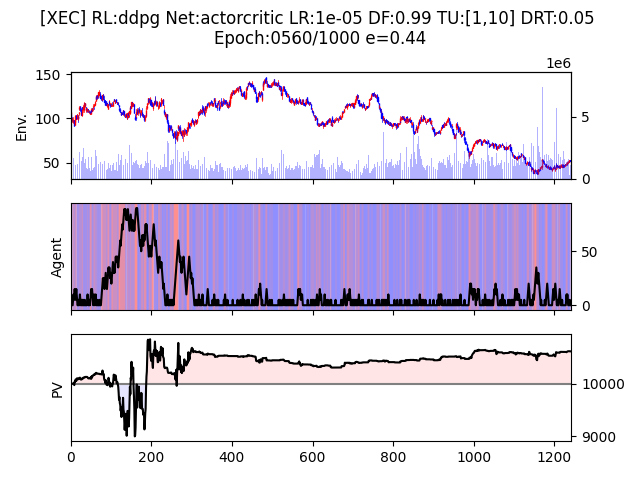 [XEC] RL:ddpg Net:actorcritic LR:1e-05 DF:0.99 TU:[1,10] DRT:0.05
Epoch:0560/1000 e=0.44
1e6
150
100
50
Env.
5
0
Agent
50
0
PV
10000
9000
0
200
400
600
800
1000
1200